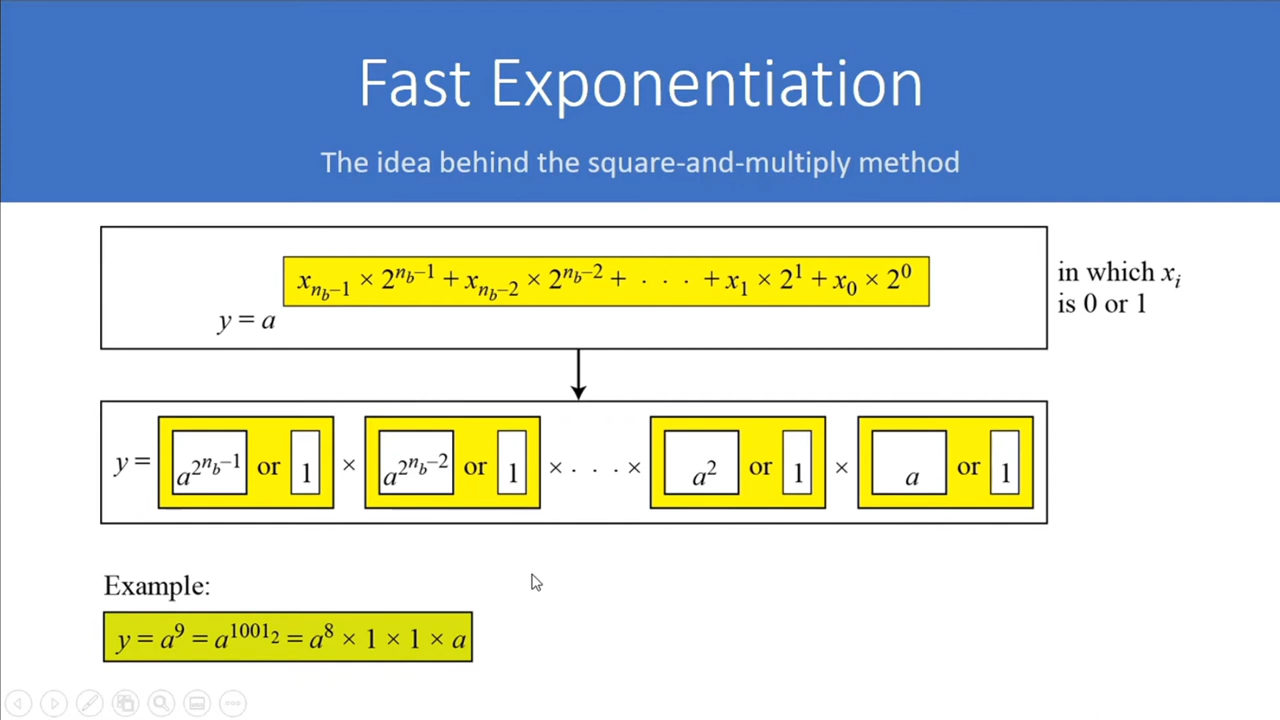 Fast Exponentiation
The idea behind the square-and-multiply method
x_{n_b–1} × 2^{n_b–1} + x_{n_b–2} × 2^{n_b–2} + · · · + x_1 × 2^1 + x_0 × 2^0
y = a
in which x_i
is 0 or 1
y = a^{2^{n_b–1}} or 1 × a^{2^{n_b–2}} or 1 × · · · × a^2 or 1 × a or 1
Example:
y = a^9 = a^{1001_2} = a^8 × 1 × 1 × a